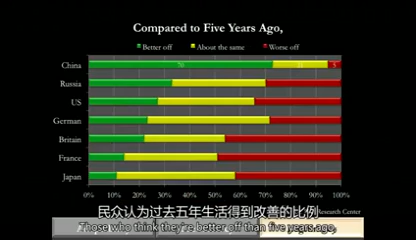 Compared to Five Years Ago,
Better off About the same Worse off
China
Russia
US
German
Britain
France
Japan
0% 10% 20% 30% 40% 50% 60% 70% 80% 90% 100%
民众认为过去五年生活得到改善的比例
Research Center
Those who think they're better off than five years ago,